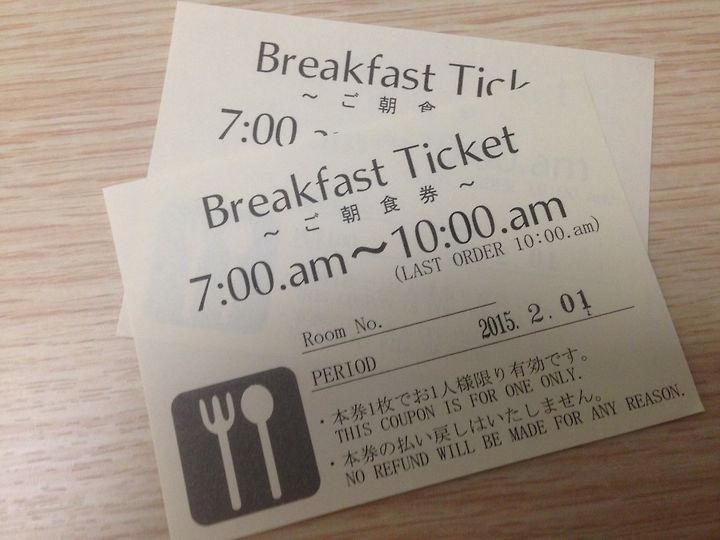 Breakfast Tick
～ご朝食
7:00 ～
Breakfast Ticket
～ご朝食券～
7:00.am～10:00.am
(LAST ORDER 10:00.am)
Room No.
PERIOD 2015. 2. 01
・本券1枚でお1人様限り有効です。
THIS COUPON IS FOR ONE ONLY.
・本券の払い戻しはいたしません。
NO REFUND WILL BE MADE FOR ANY REASON.